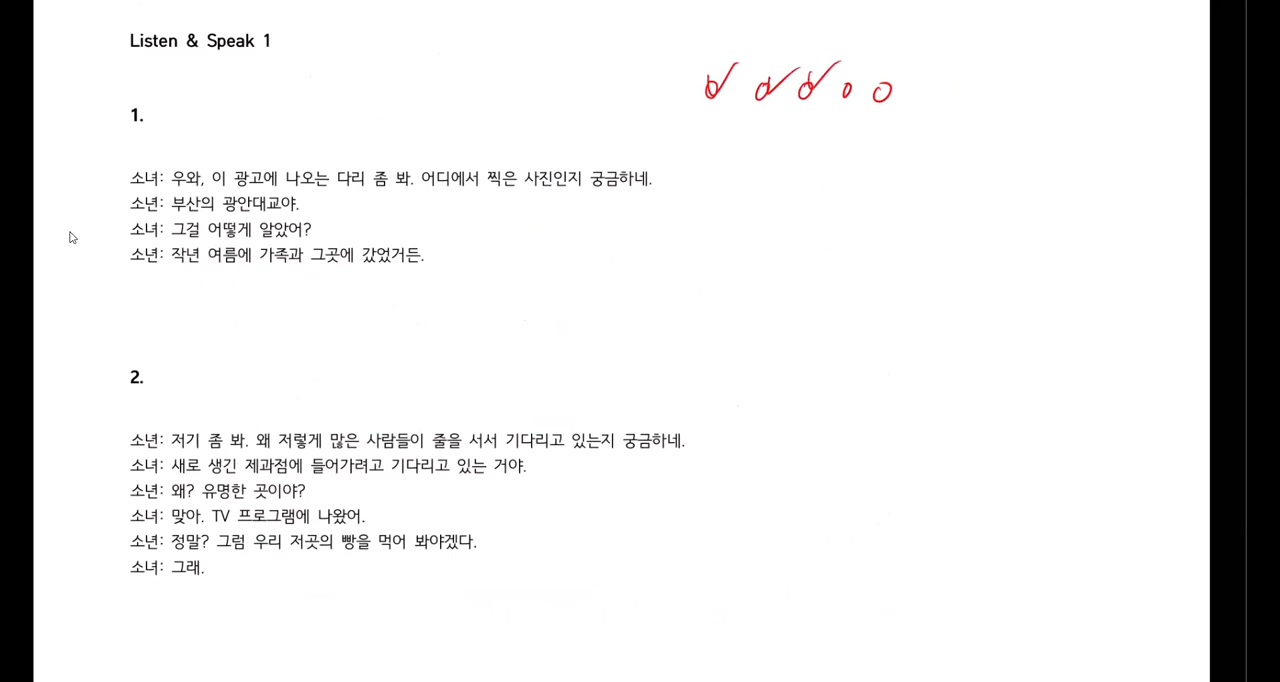 Listen & Speak 1
1.
소녀: 우와, 이 광고에 나오는 다리 좀 봐. 어디에서 찍은 사진인지 궁금하네.
소년: 부산의 광안대교야.
소녀: 그걸 어떻게 알았어?
소년: 작년 여름에 가족과 그곳에 갔었거든.
2.
소년: 저기 좀 봐. 왜 저렇게 많은 사람들이 줄을 서서 기다리고 있는지 궁금하네.
소녀: 새로 생긴 제과점에 들어가려고 기다리고 있는 거야.
소년: 왜? 유명한 곳이야?
소녀: 맞아. TV 프로그램에 나왔어.
소년: 정말? 그럼 우리 저곳의 빵을 먹어 봐야겠다.
소녀: 그래.